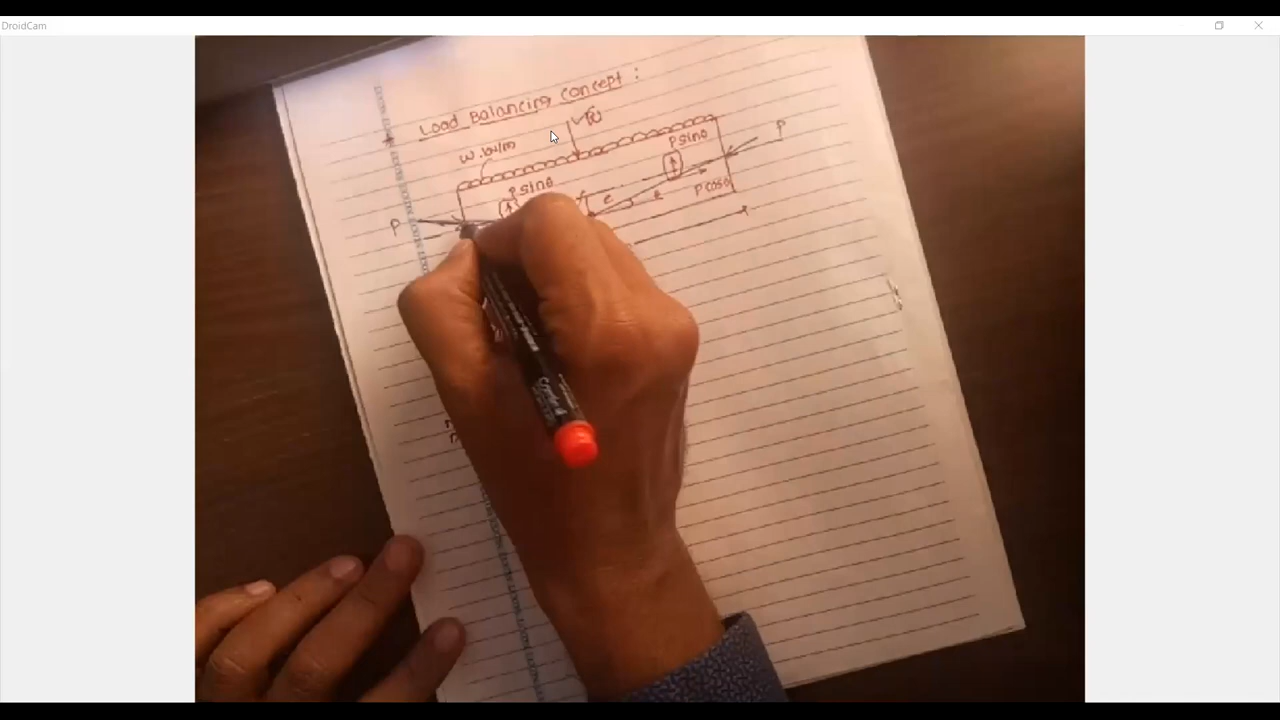 DroidCam
Load Balancing Concept :
W
w.kN/m
P sinθ
P
P sinθ
e
e
P cosθ
P